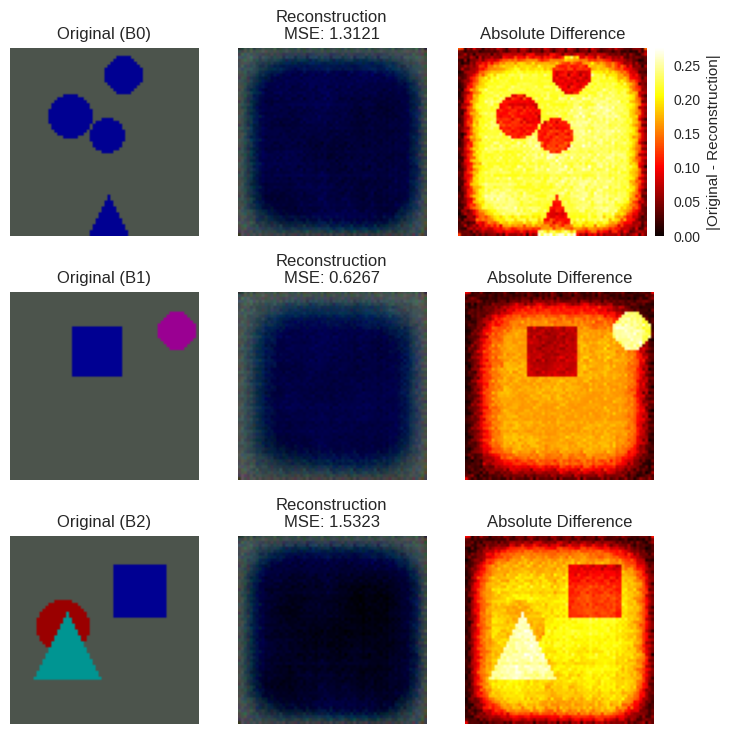 Original (B0)
Reconstruction
MSE: 1.3121
Absolute Difference
0.25
0.20
0.15
0.10
0.05
0.00
|Original - Reconstruction|
Original (B1)
Reconstruction
MSE: 0.6267
Absolute Difference
Original (B2)
Reconstruction
MSE: 1.5323
Absolute Difference